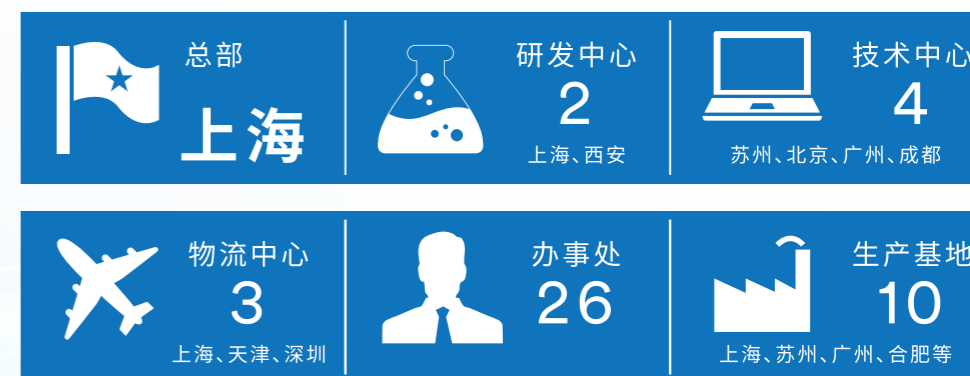 总部
上海
研发中心
2
上海、西安
技术中心
4
苏州、北京、广州、成都
物流中心
3
上海、天津、深圳
办事处
26
生产基地
10
上海、苏州、广州、合肥等